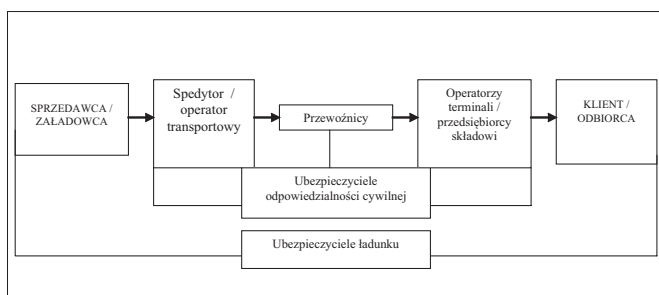 SPRZEDAWCA /
ZAŁADOWCA
Spedytor /
operator
transportowy
Przewoźnicy
Operatorzy
terminali /
przedsiębiorcy
składowi
KLIENT /
ODBIORCA
Ubezpieczyciele
odpowiedzialności cywilnej
Ubezpieczyciele ładunku